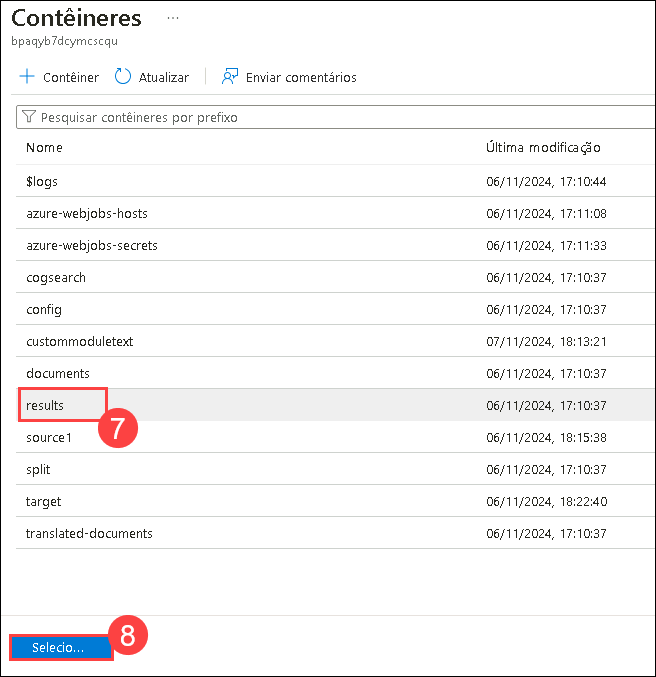 Contêineres ...
bpaqyb7dcymcscqu
Contêiner Atualizar Enviar comentários
Pesquisar contêineres por prefixo
Nome Última modificação
$logs 06/11/2024, 17:10:44
azure-webjobs-hosts 06/11/2024, 17:11:08
azure-webjobs-secrets 06/11/2024, 17:11:33
cogsearch 06/11/2024, 17:10:37
config 06/11/2024, 17:10:37
custommoduletext 07/11/2024, 18:13:21
documents 06/11/2024, 17:10:37
results 06/11/2024, 17:10:37
7
source1 06/11/2024, 18:15:38
split 06/11/2024, 17:10:37
target 06/11/2024, 18:22:40
translated-documents 06/11/2024, 17:10:37
8
Selecio...